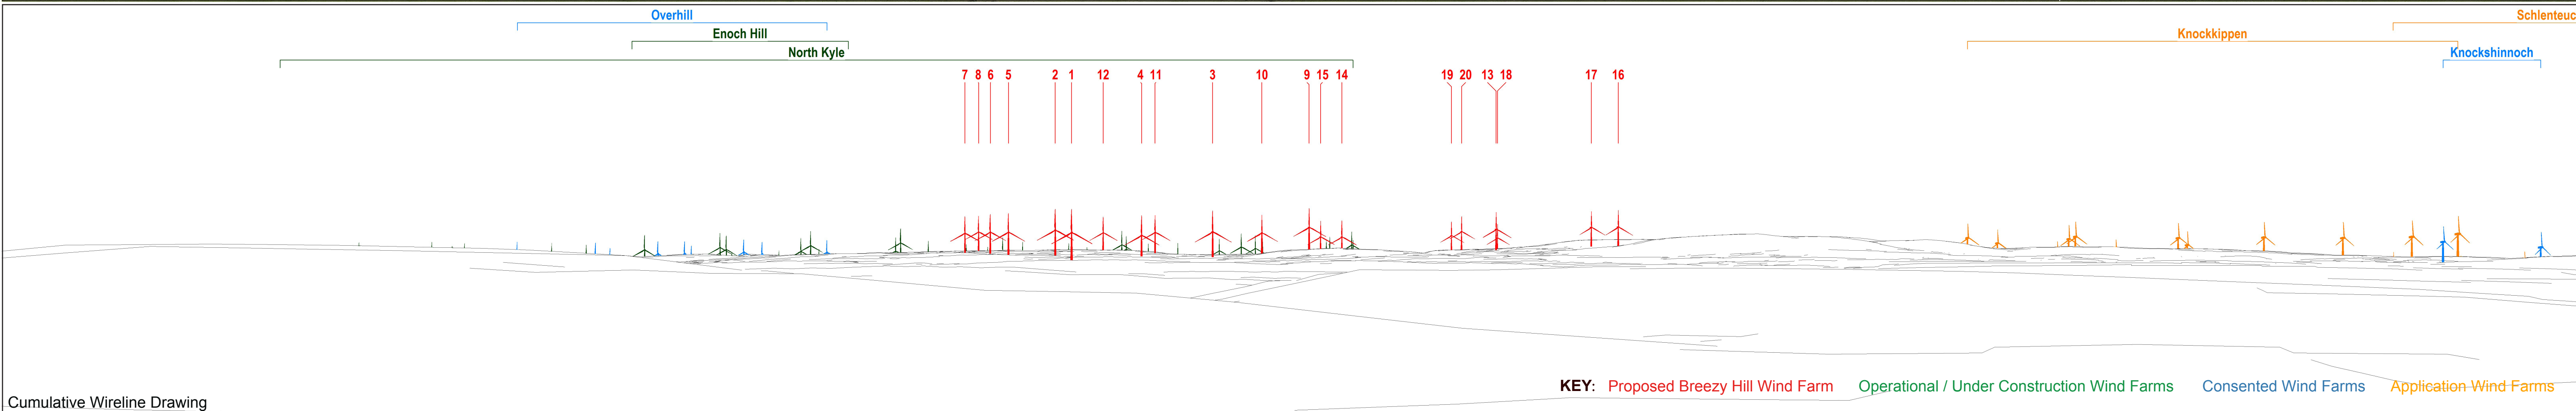 Overhill
Schlenteuc
Enoch Hill
Knockkippen
North Kyle
Knockshinnoch
7 8 6 5 2 1 12 4 11 3 10 9 15 14 19 20 13 18 17 16
KEY: Proposed Breezy Hill Wind Farm Operational / Under Construction Wind Farms Consented Wind Farms Application Wind Farms
Cumulative Wireline Drawing